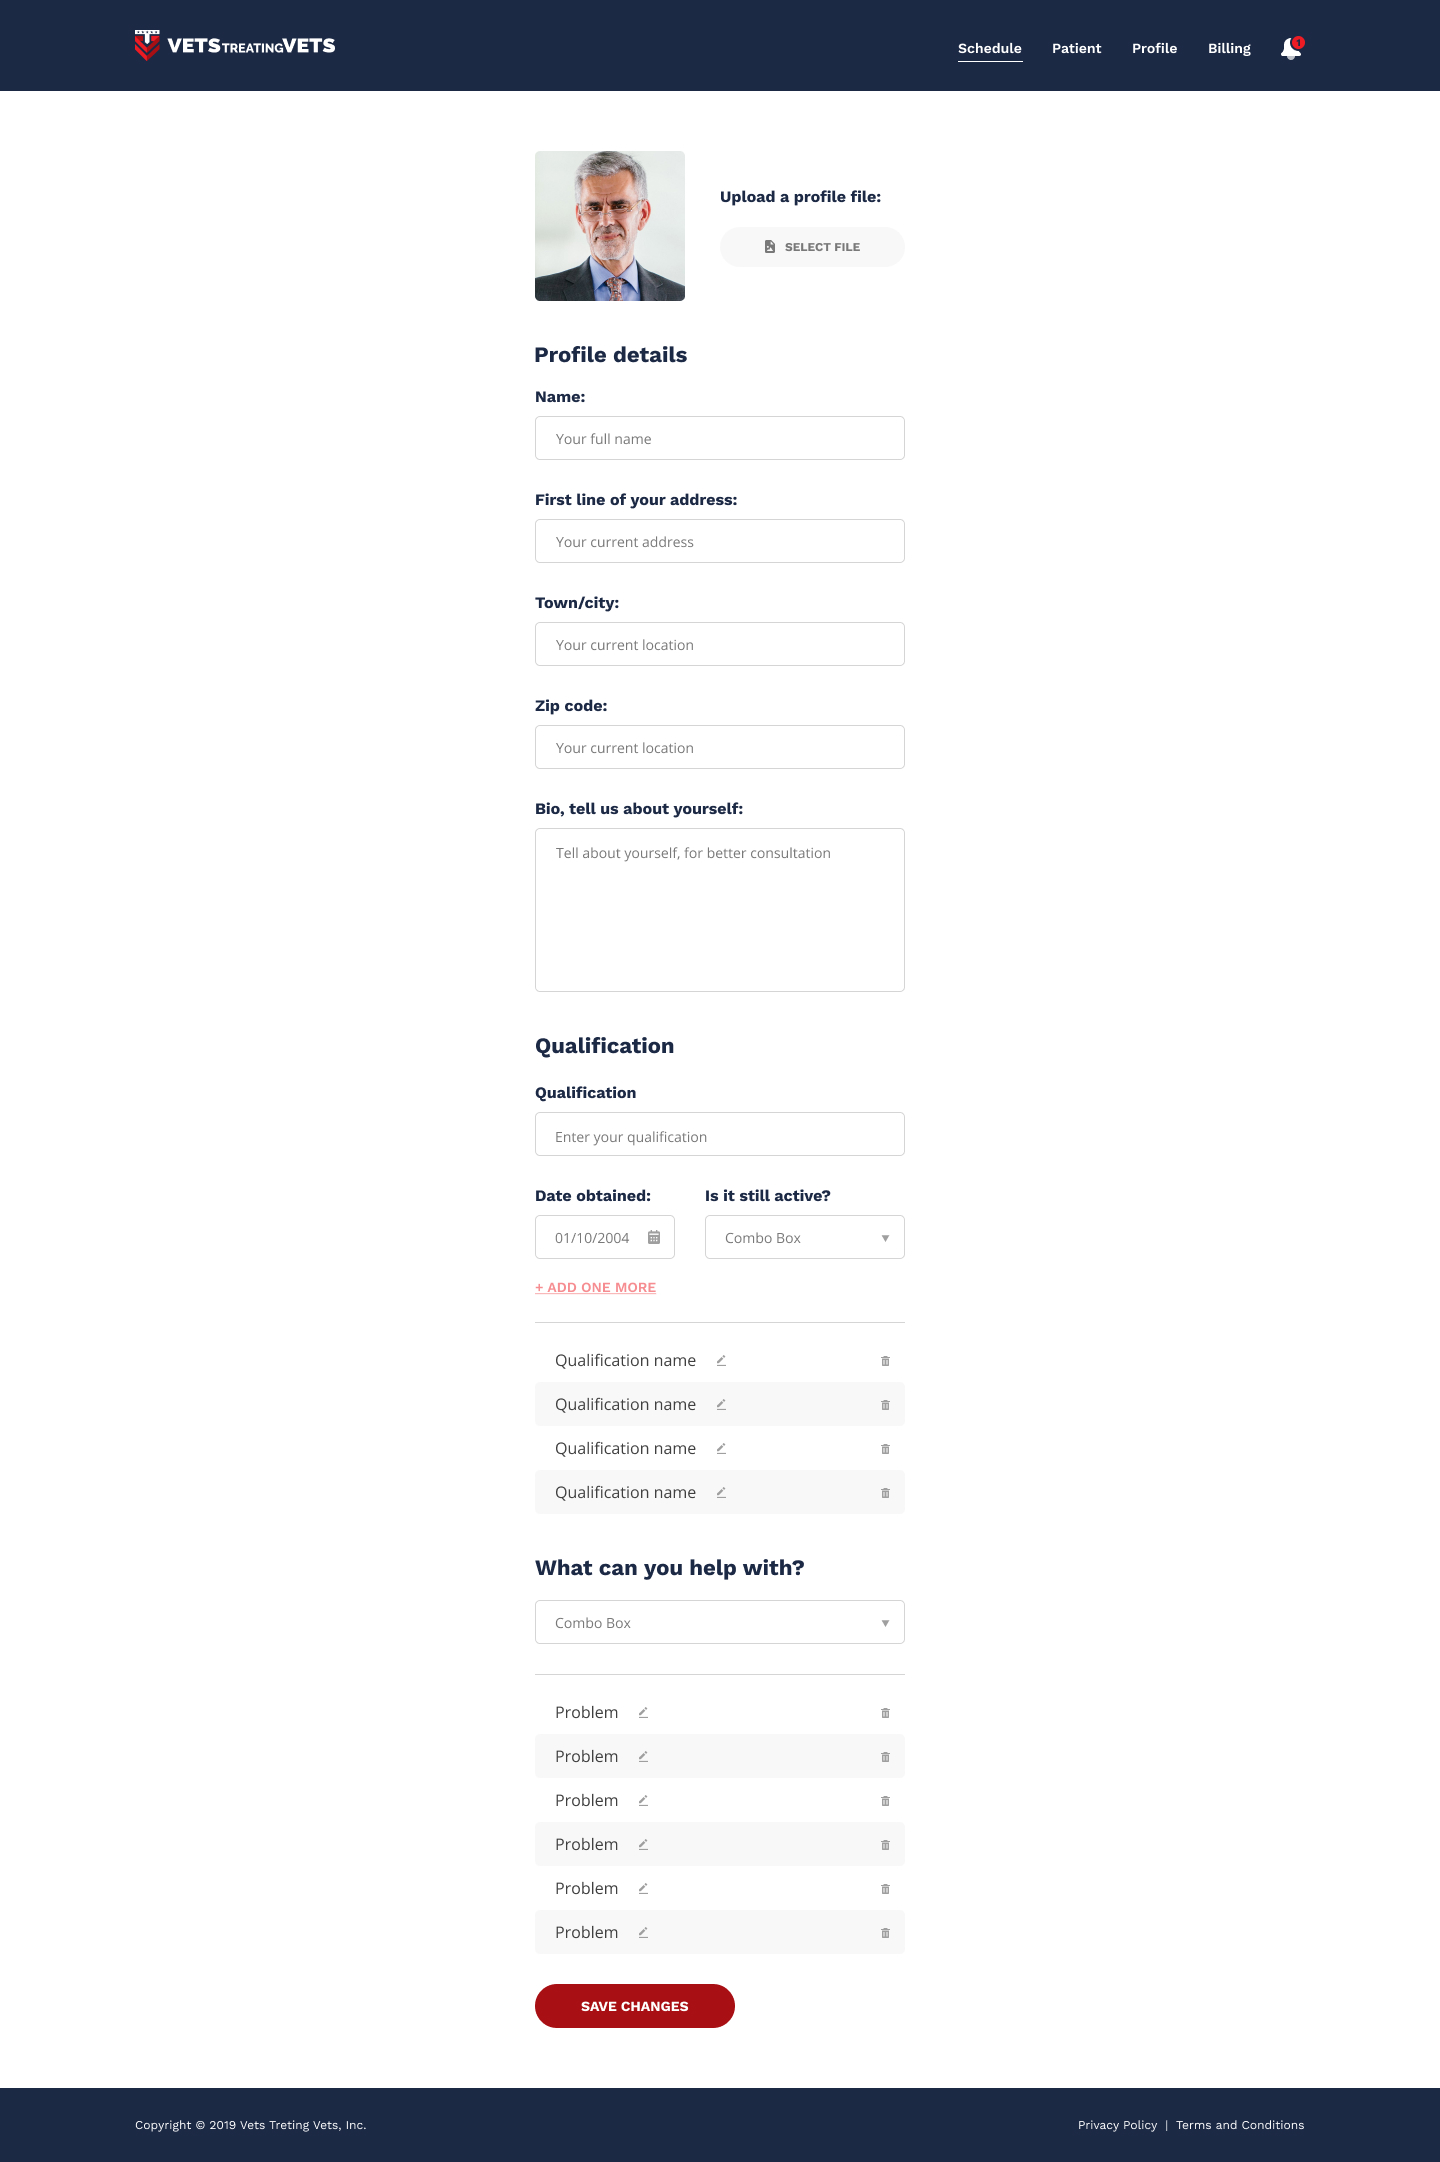 VETSTREATINGVETS
Schedule Patient Profile Billing 1
Upload a profile file:
SELECT FILE
Profile details
Name:
Your full name
First line of your address:
Your current address
Town/city:
Your current location
Zip code:
Your current location
Bio, tell us about yourself:
Tell about yourself, for better consultation
Qualification
Qualification
Enter your qualification
Date obtained: Is it still active?
01/10/2004 Combo Box
+ ADD ONE MORE
Qualification name
Qualification name
Qualification name
Qualification name
What can you help with?
Combo Box
Problem
Problem
Problem
Problem
Problem
Problem
SAVE CHANGES
Copyright © 2019 Vets Treting Vets, Inc. Privacy Policy | Terms and Conditions